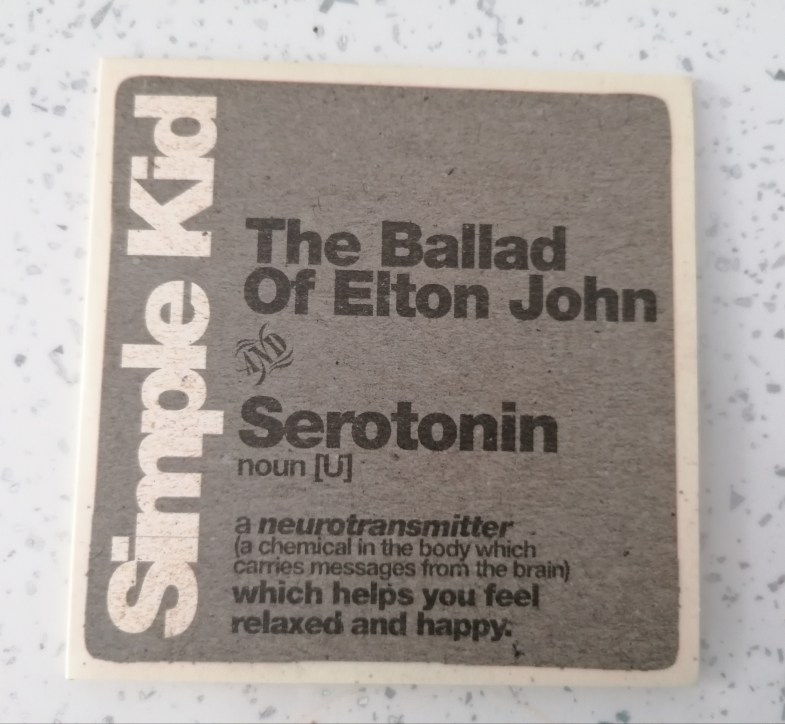 Simple Kid
The Ballad
Of Elton John
AND
Serotonin
noun [U]
a neurotransmitter
(a chemical in the body which
carries messages from the brain)
which helps you feel
relaxed and happy.